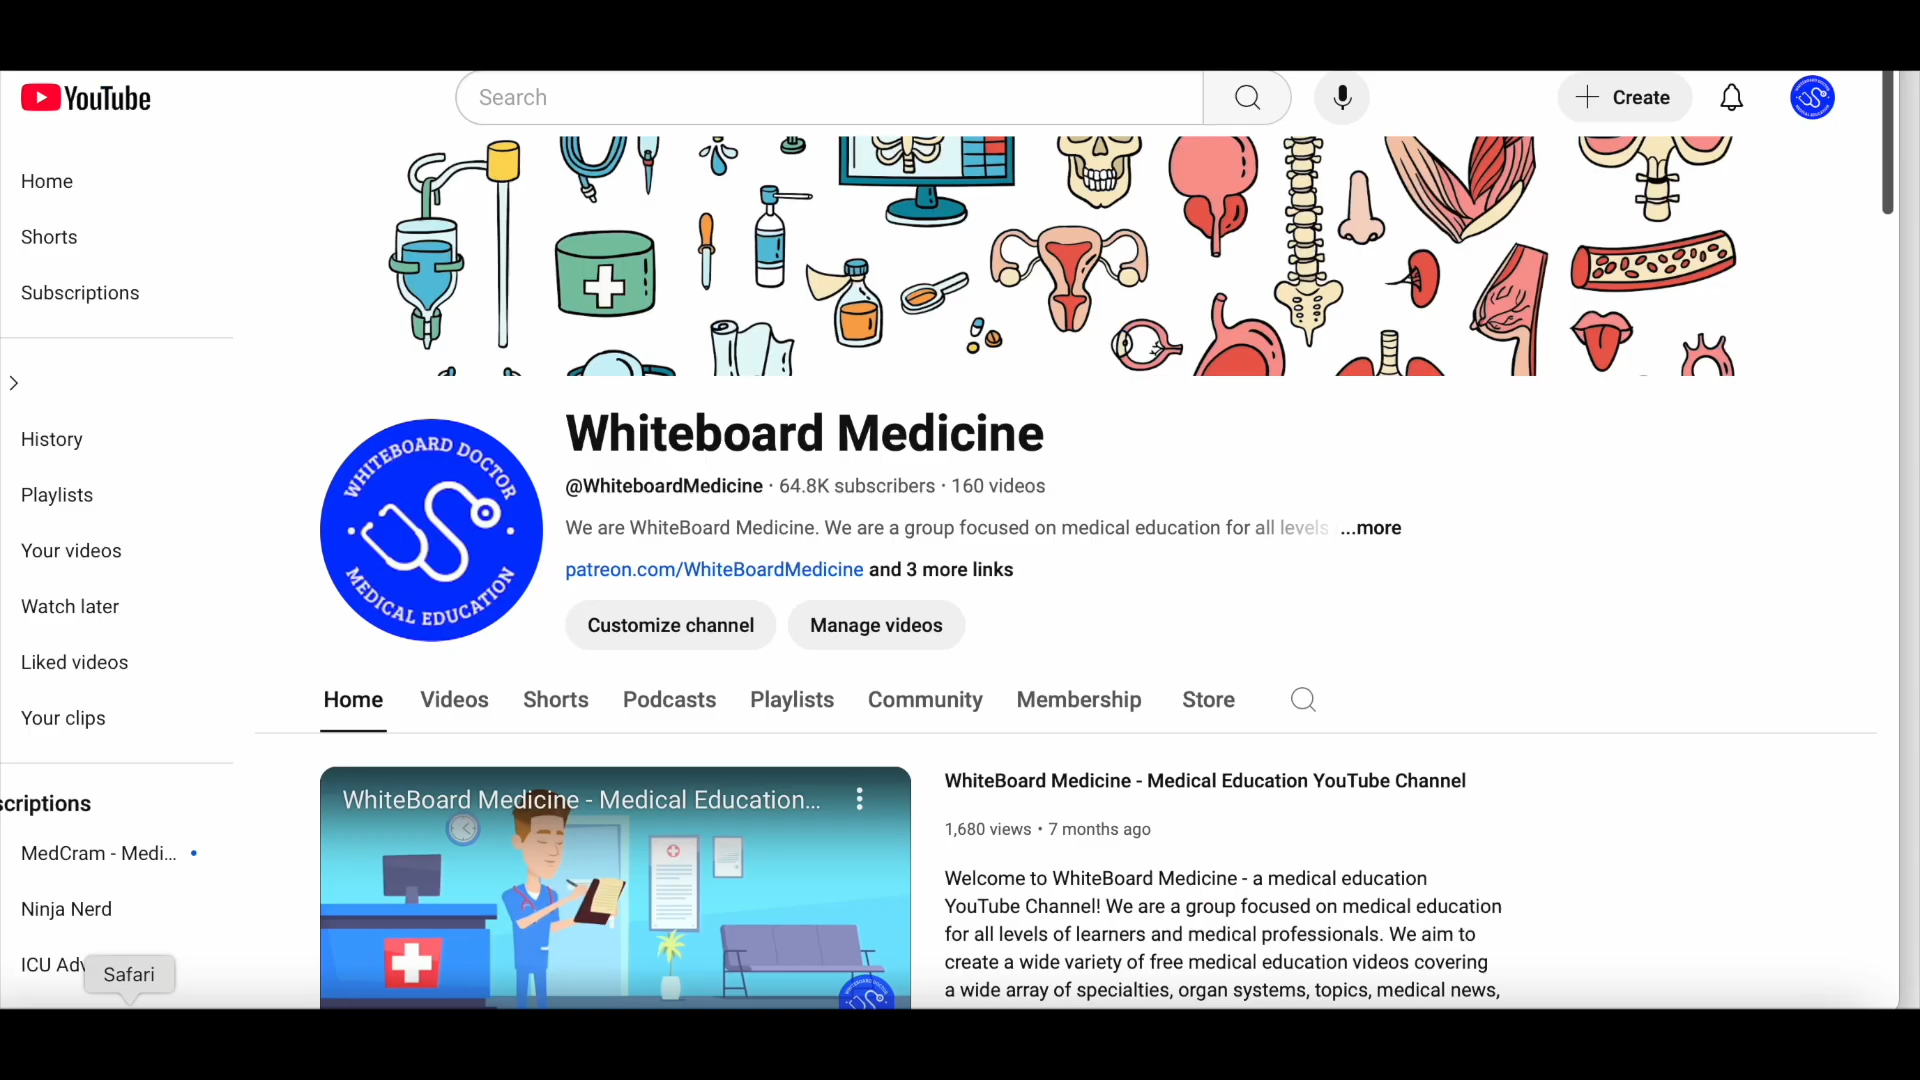 YouTube
Search
Create
Home
Shorts
Subscriptions
History
Playlists
Your videos
Watch later
Liked videos
Your clips
scriptions
MedCram - Medi...
Ninja Nerd
ICU Adv
Safari
WHITEBOARD DOCTOR
MEDICAL EDUCATION
Whiteboard Medicine
@WhiteboardMedicine · 64.8K subscribers · 160 videos
We are WhiteBoard Medicine. We are a group focused on medical education for all levels ...more
patreon.com/WhiteBoardMedicine and 3 more links
Customize channel
Manage videos
Home Videos Shorts Podcasts Playlists Community Membership Store
WhiteBoard Medicine - Medical Education...
WhiteBoard Medicine - Medical Education YouTube Channel
1,680 views • 7 months ago
Welcome to WhiteBoard Medicine - a medical education
YouTube Channel! We are a group focused on medical education
for all levels of learners and medical professionals. We aim to
create a wide variety of free medical education videos covering
a wide array of specialties, organ systems, topics, medical news,